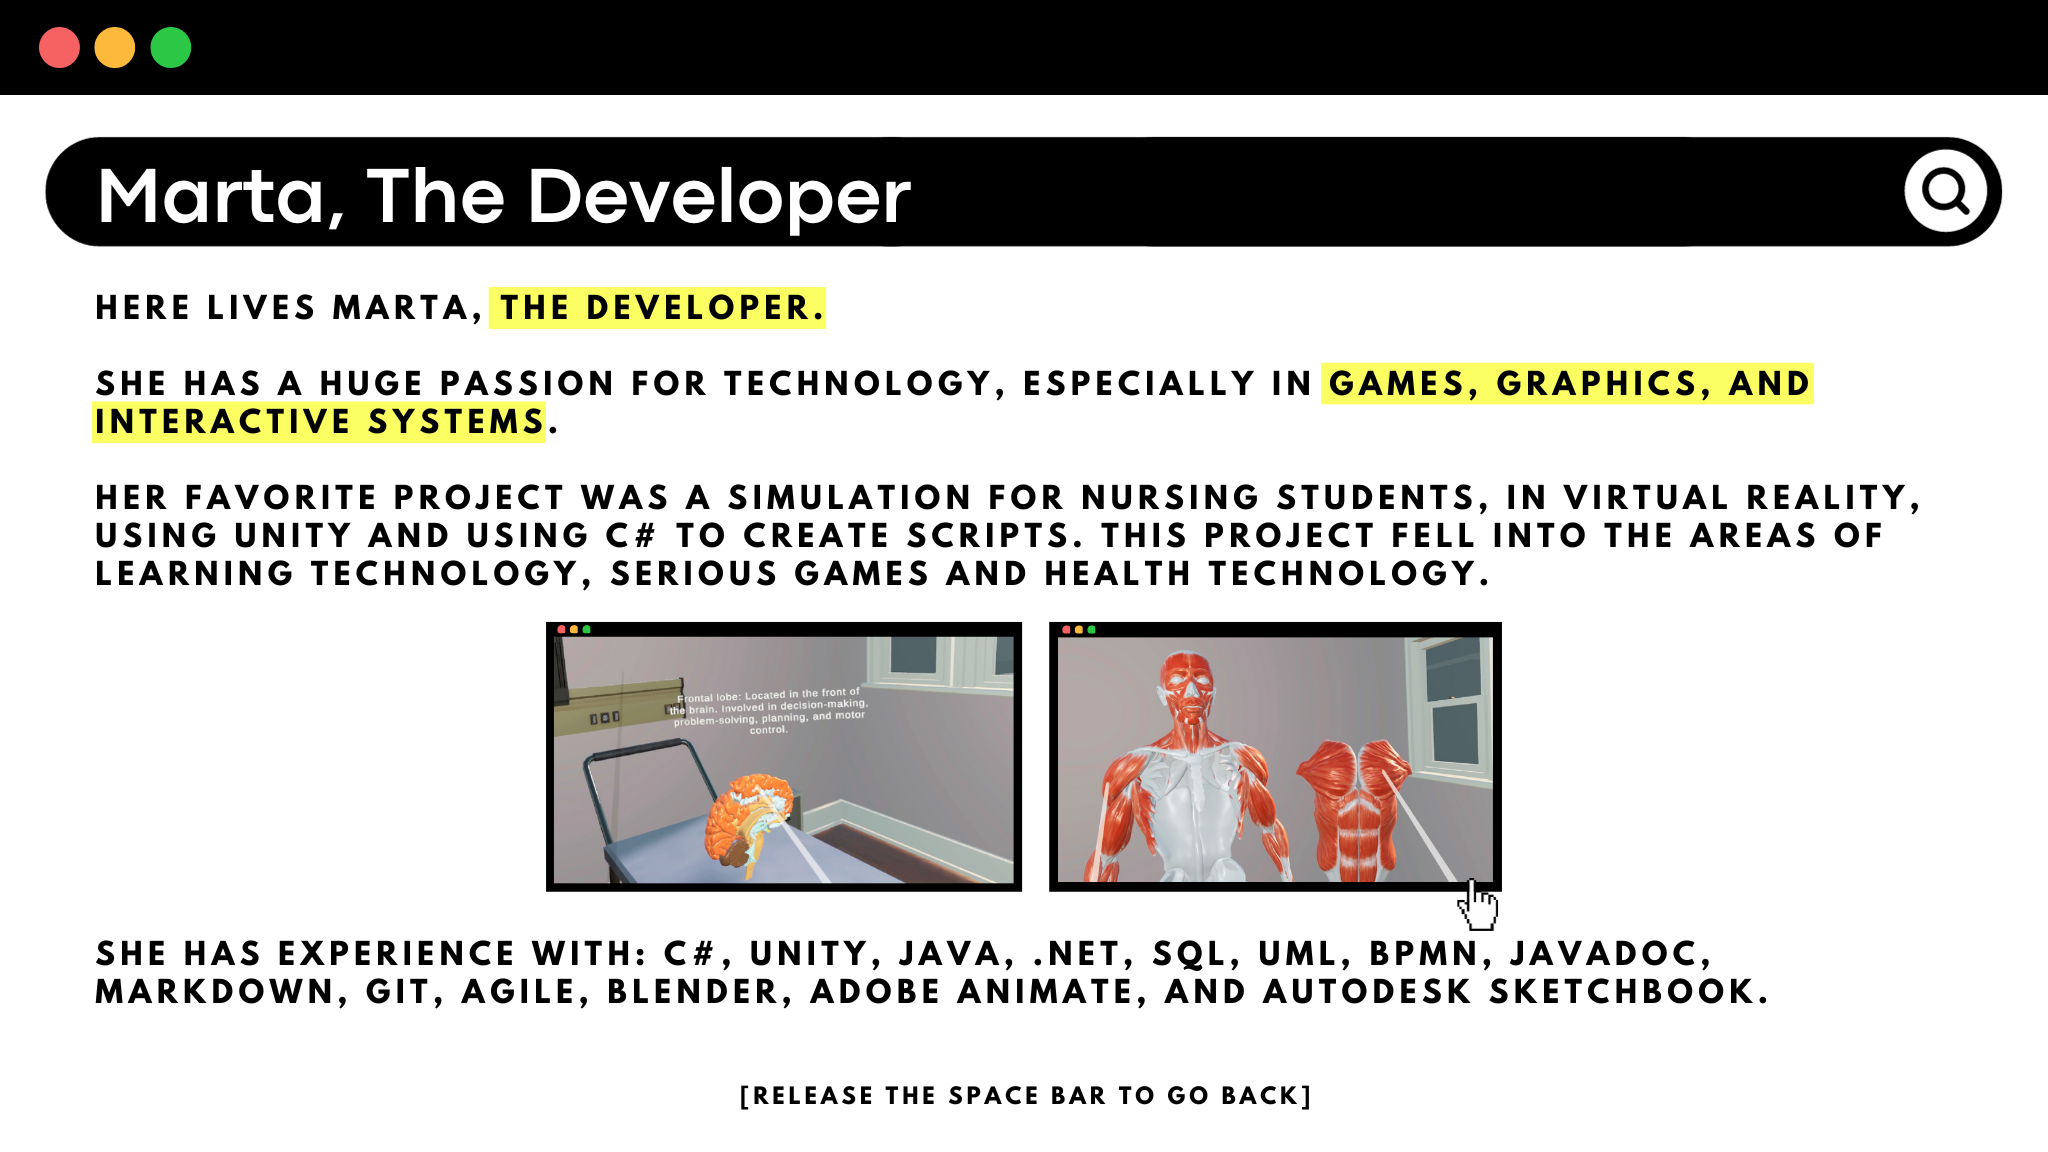 Marta, The Developer
HERE LIVES MARTA, THE DEVELOPER.
SHE HAS A HUGE PASSION FOR TECHNOLOGY, ESPECIALLY IN GAMES, GRAPHICS, AND
INTERACTIVE SYSTEMS.
HER FAVORITE PROJECT WAS A SIMULATION FOR NURSING STUDENTS, IN VIRTUAL REALITY,
USING UNITY AND USING C# TO CREATE SCRIPTS. THIS PROJECT FELL INTO THE AREAS OF
LEARNING TECHNOLOGY, SERIOUS GAMES AND HEALTH TECHNOLOGY.
Frontal lobe: Located in the front of
the brain. Involved in decision-making,
problem-solving, planning, and motor
control.
SHE HAS EXPERIENCE WITH: C#, UNITY, JAVA, .NET, SQL, UML, BPMN, JAVADOC,
MARKDOWN, GIT, AGILE, BLENDER, ADOBE ANIMATE, AND AUTODESK SKETCHBOOK.
[RELEASE THE SPACE BAR TO GO BACK]